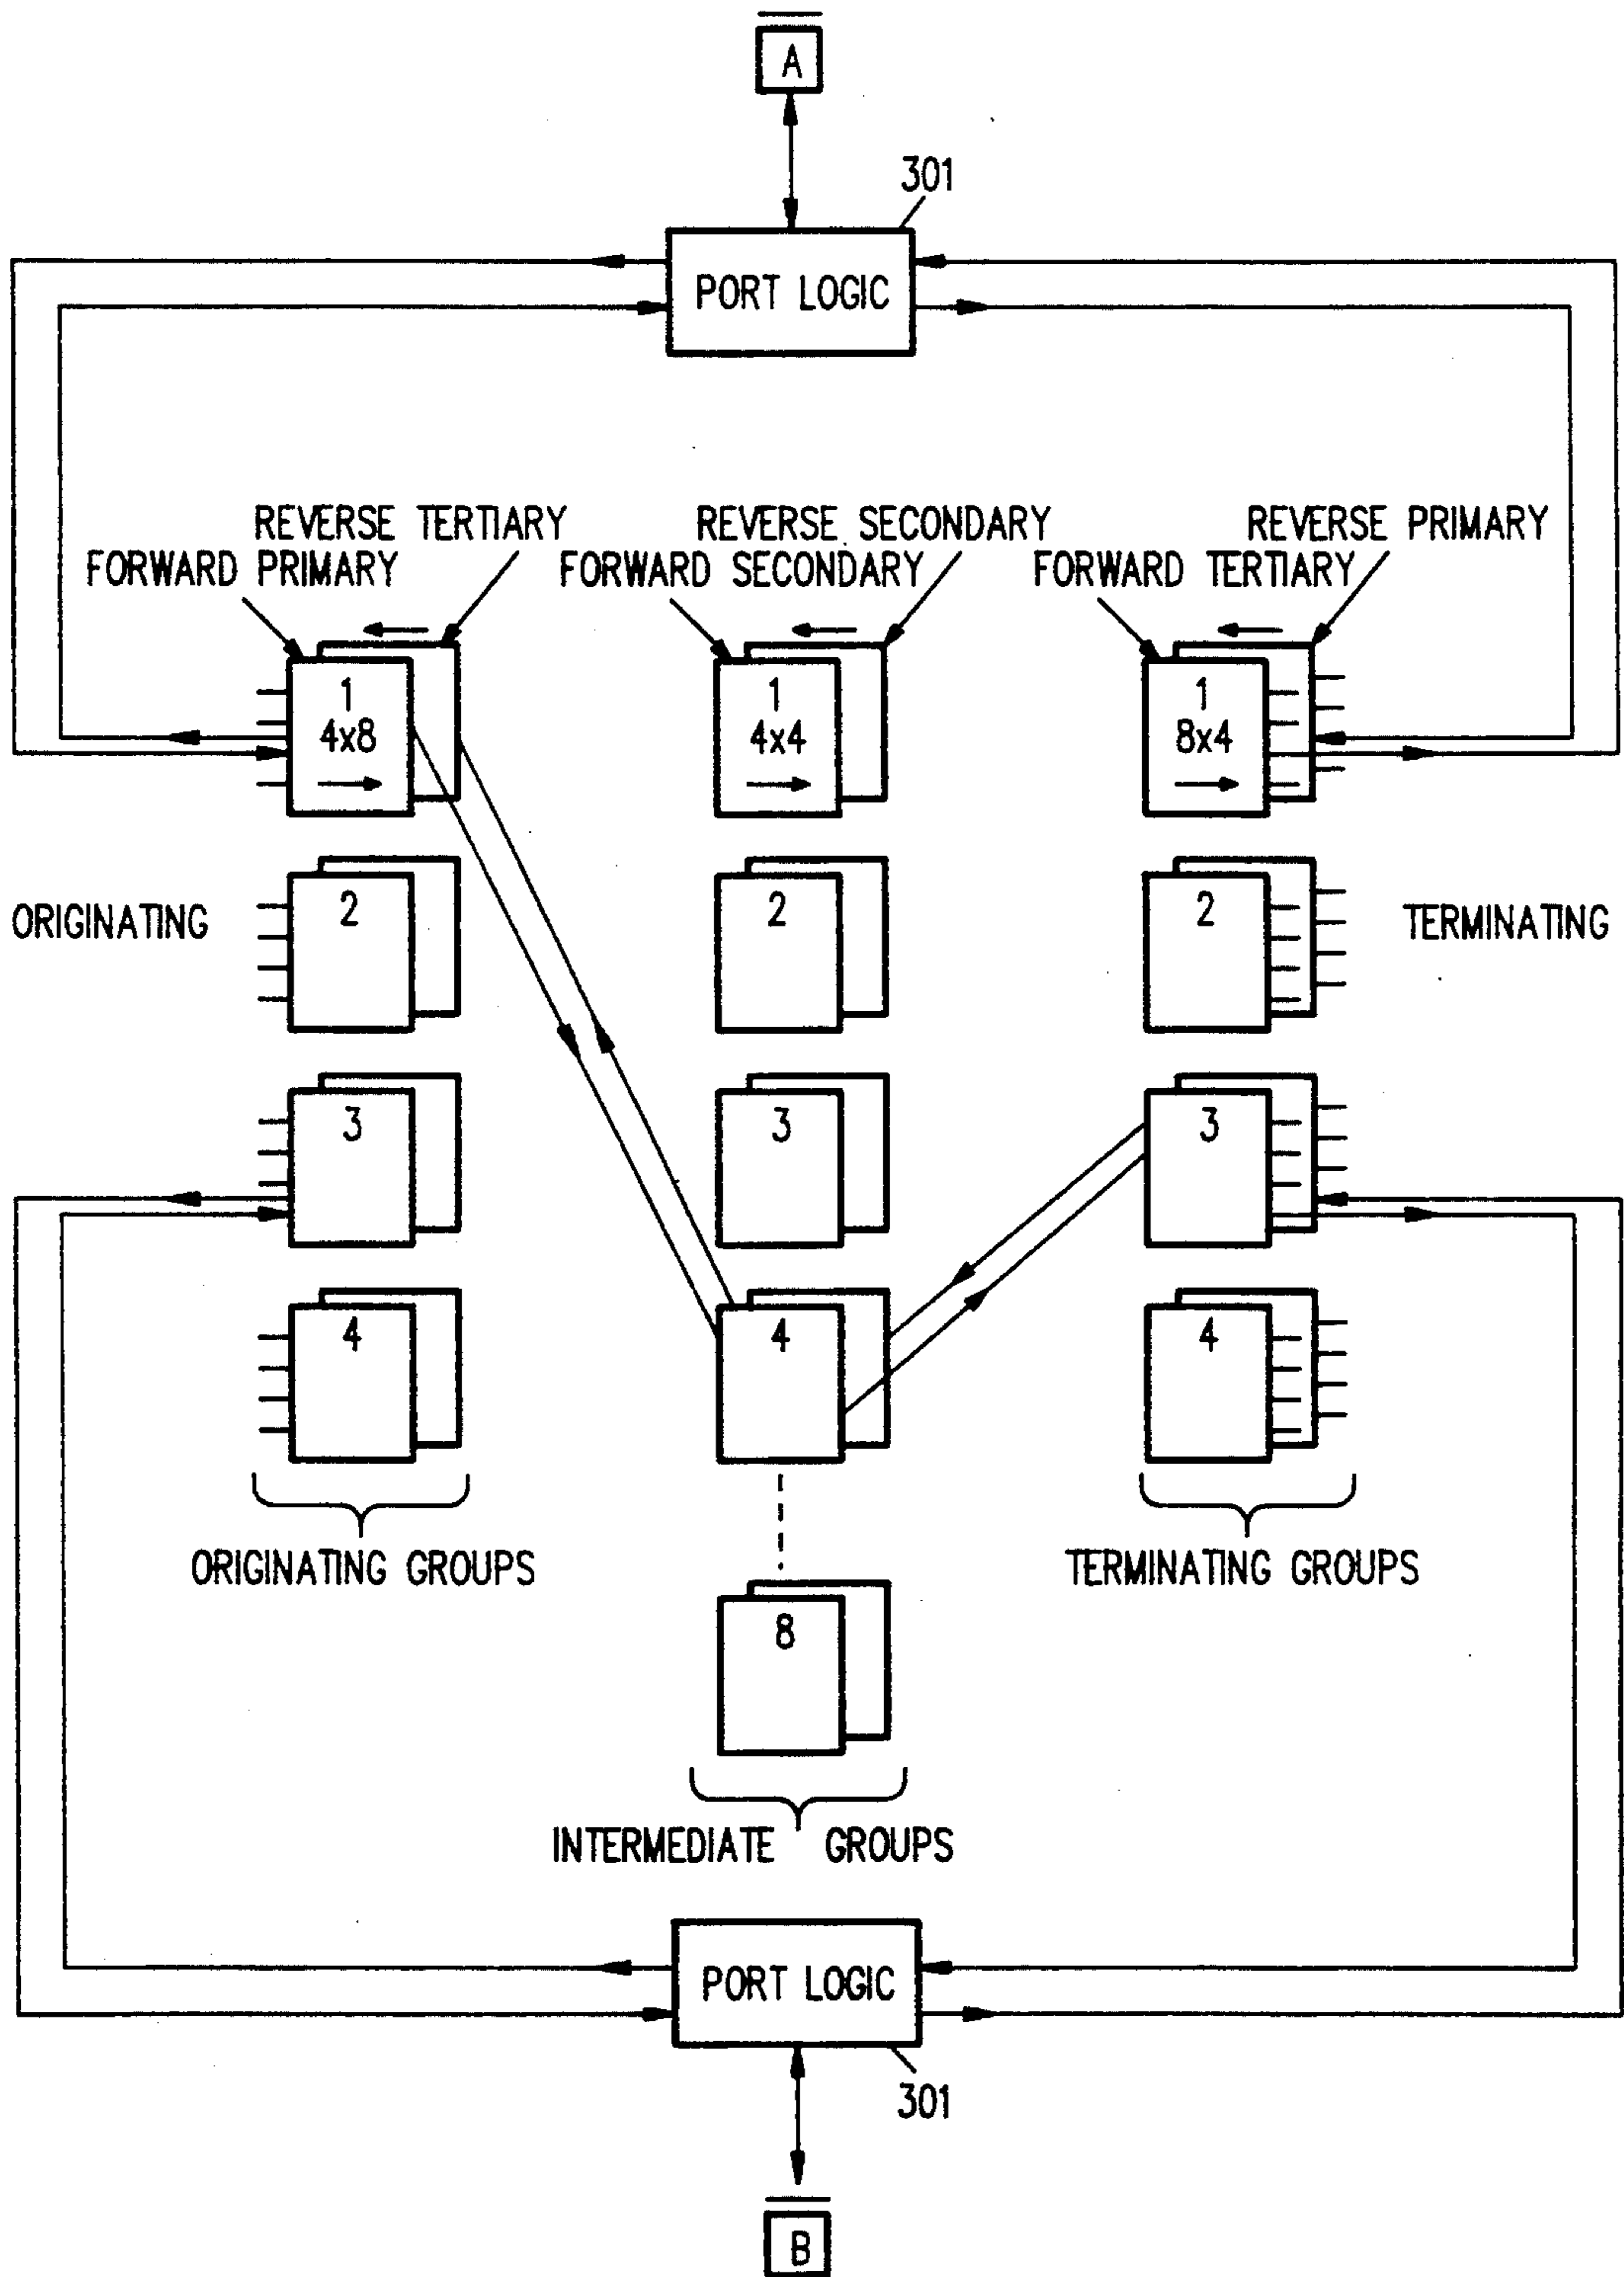 A
301
PORT LOGIC
REVERSE TERTIARY REVERSE SECONDARY REVERSE PRIMARY
FORWARD PRIMARY FORWARD SECONDARY FORWARD TERTIARY
1 1 1
4x8 4x4 8x4
ORIGINATING 2 2 2 TERMINATING
3 3 3
4 4 4
ORIGINATING GROUPS TERMINATING GROUPS
8
INTERMEDIATE GROUPS
PORT LOGIC
301
B